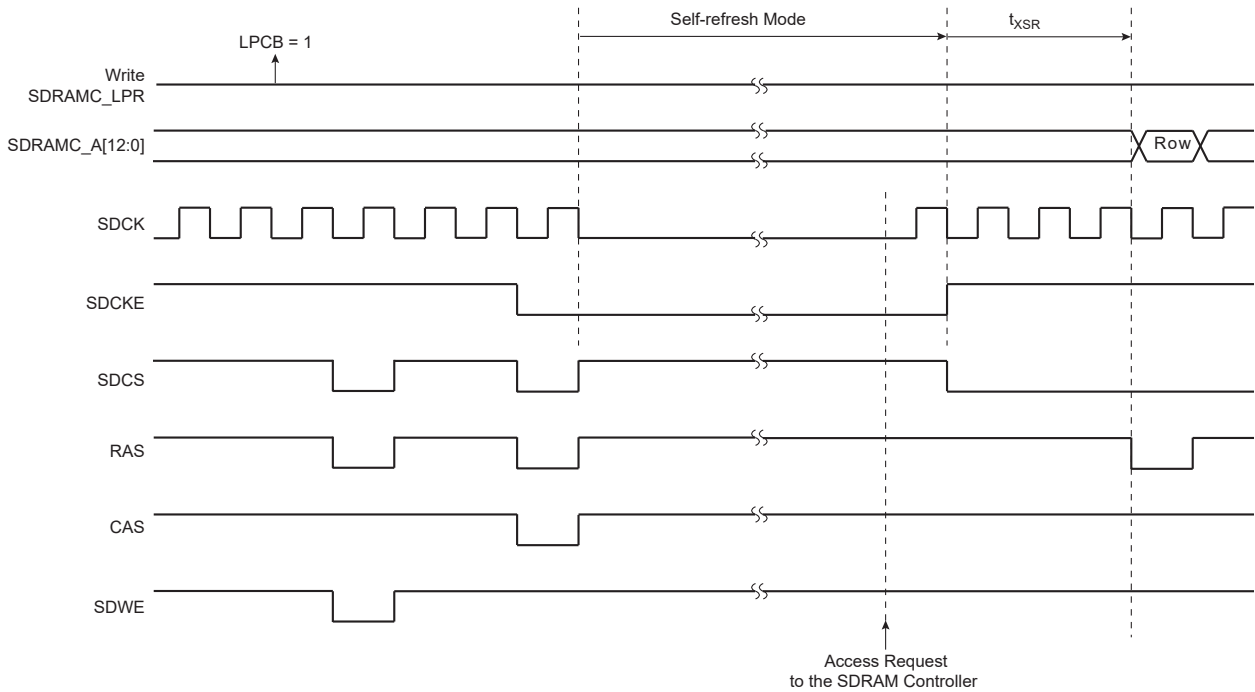 Self-refresh Mode
tXSR
LPCB = 1
Write
SDRAMC_LPR
SDRAMC_A[12:0]
Row
SDCK
SDCKE
SDCS
RAS
CAS
SDWE
Access Request
to the SDRAM Controller